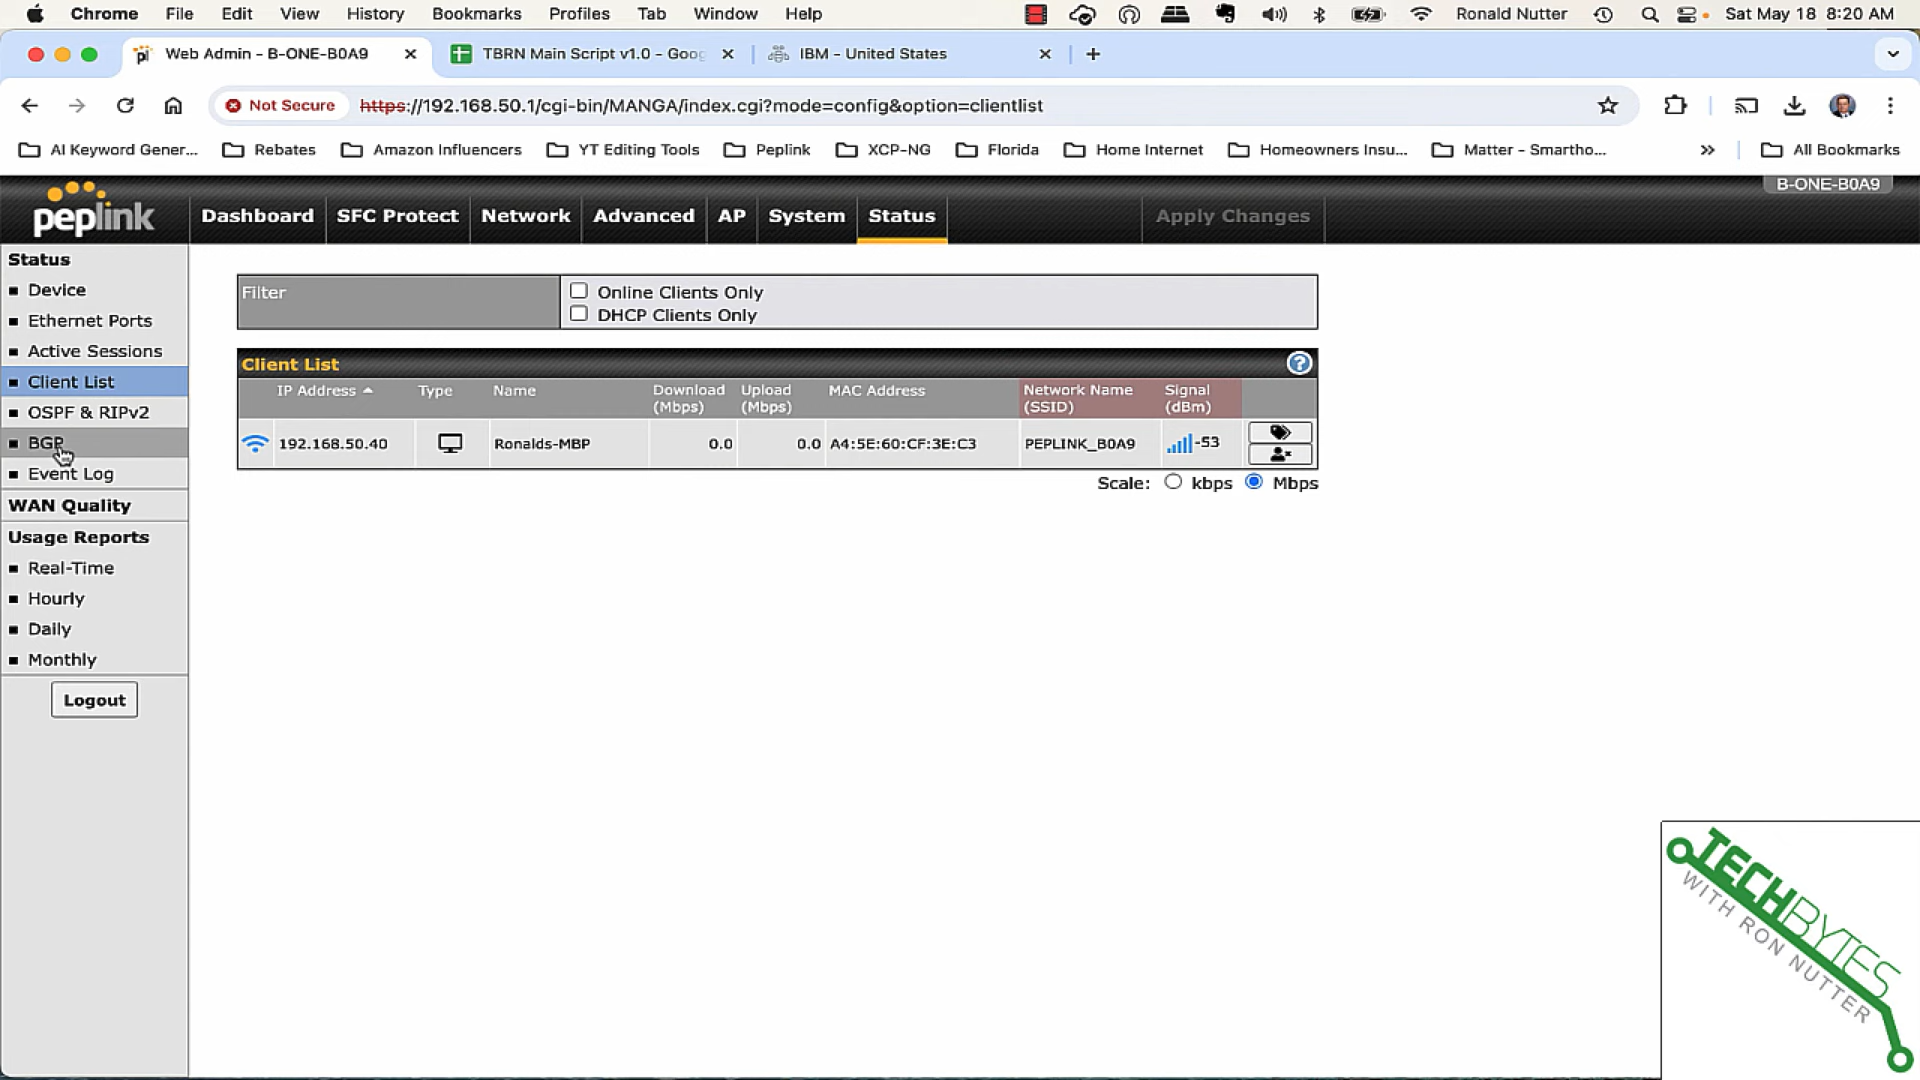 Chrome File Edit View History Bookmarks Profiles Tab Window Help Ronald Nutter Sat May 18 8:20 AM
pi Web Admin - B-ONE-B0A9 TBRN Main Script v1.0 - Goog IBM - United States
Not Secure https://192.168.50.1/cgi-bin/MANGA/index.cgi?mode=config&option=clientlist
AI Keyword Gener... Rebates Amazon Influencers YT Editing Tools Peplink XCP-NG Florida Home Internet Homeowners Insu... Matter - Smartho... » All Bookmarks
B-ONE-B0A9
peplink Dashboard SFC Protect Network Advanced AP System Status Apply Changes
Status
Device
Ethernet Ports
Active Sessions
Client List
OSPF & RIPv2
BGP
Event Log
WAN Quality
Usage Reports
Real-Time
Hourly
Daily
Monthly
Logout
Filter
Online Clients Only
DHCP Clients Only
Client List ?
IP Address Type Name Download (Mbps) Upload (Mbps) MAC Address Network Name (SSID) Signal (dBm)
192.168.50.40 Ronalds-MBP 0.0 0.0 A4:5E:60:CF:3E:C3 PEPLINK_B0A9 -53
Scale: kbps Mbps
TECHBYTES
WITH RON NUTTER